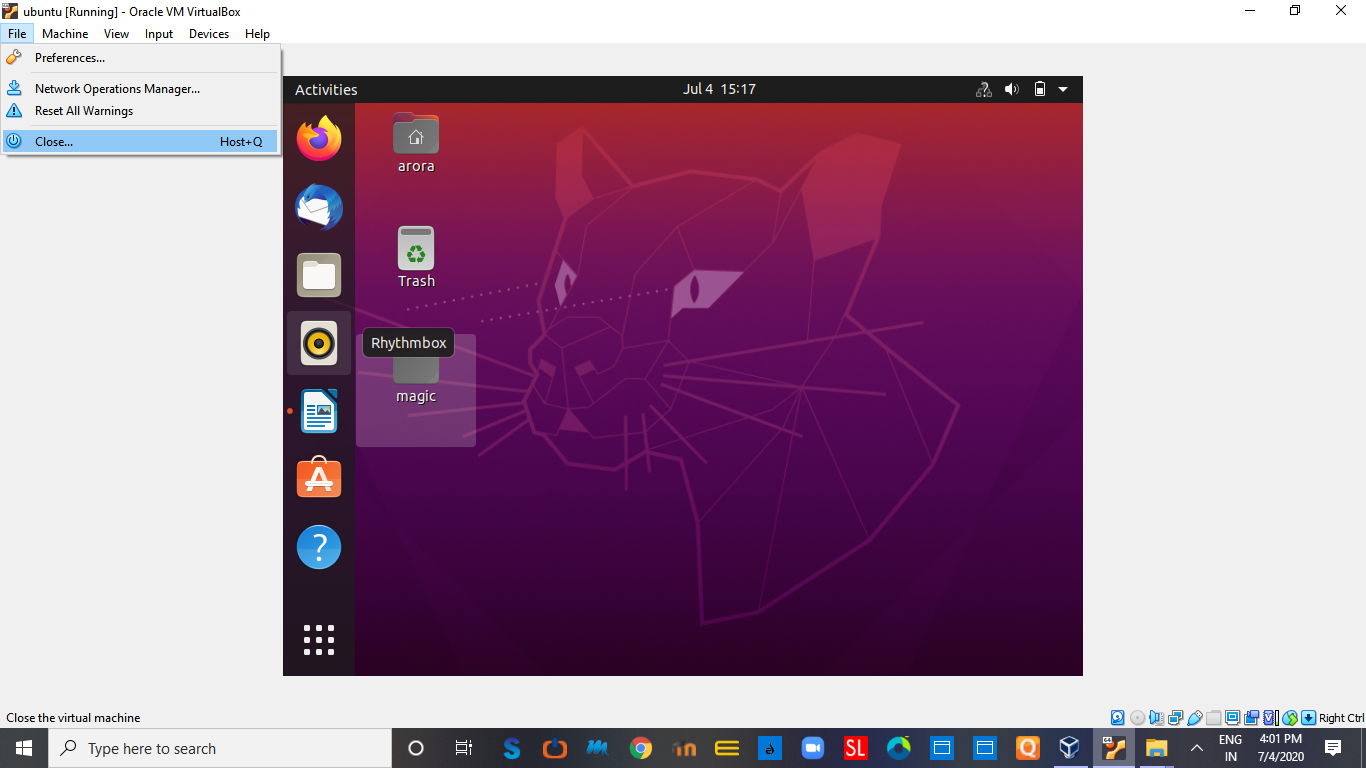 ubuntu [Running] - Oracle VM VirtualBox
File Machine View Input Devices Help
Preferences...
Network Operations Manager...
Reset All Warnings
Close... Host+Q
Activities
Jul 4 15:17
arora
Trash
Rhythmbox
magic
Close the virtual machine
Right Ctrl
Type here to search
SL
ENG
IN
4:01 PM
7/4/2020